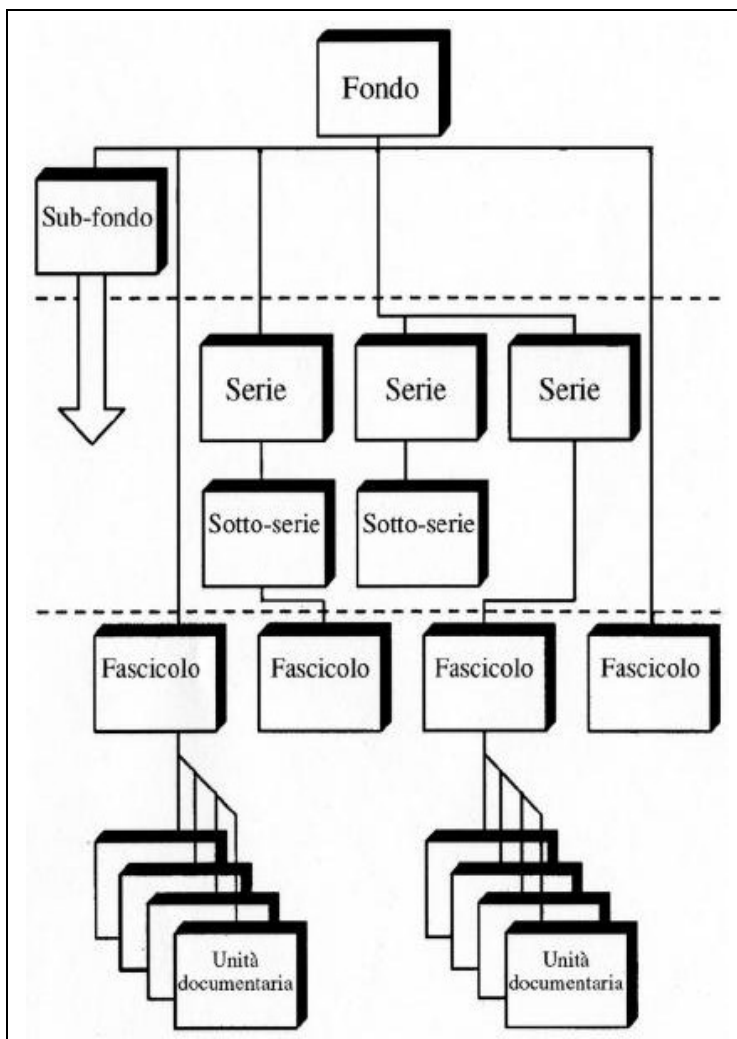 Fondo
Sub-fondo
Serie
Serie
Serie
Sotto-serie
Sotto-serie
Fascicolo
Fascicolo
Fascicolo
Fascicolo
Unità
documentaria
Unità
documentaria